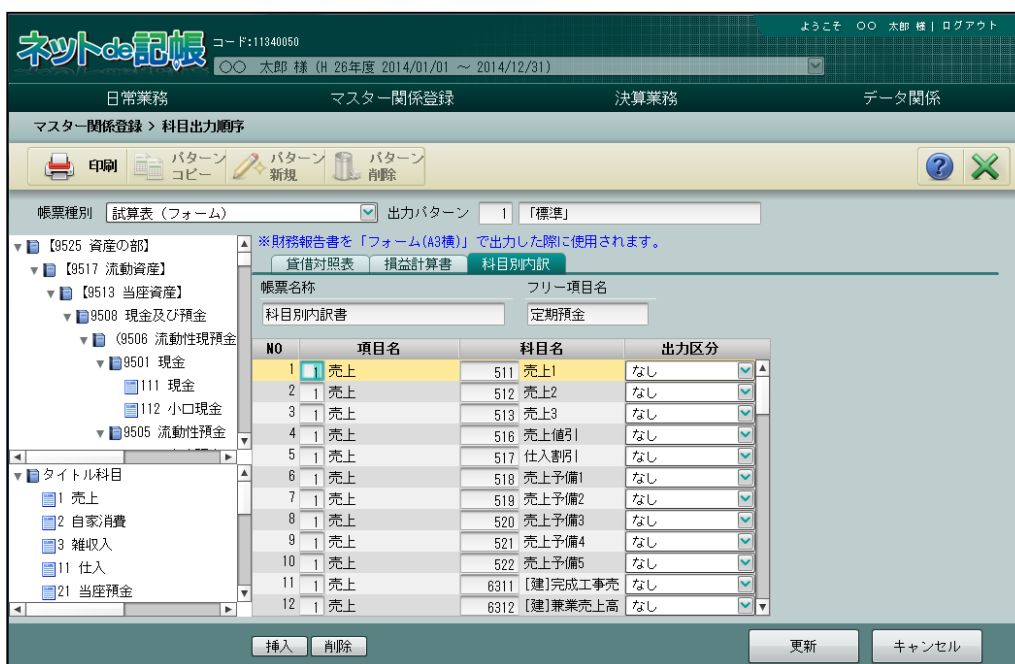 ようこそ ○○ 太郎 様 | ログアウト
ネットde記帳
コード:11340050
○○ 太郎 様 (H 26年度 2014/01/01 ～ 2014/12/31)
日常業務 マスター関係登録 決算業務 データ関係
マスター関係登録 > 科目出力順序
印刷 パターンコピー パターン新規 パターン削除
帳票種別 試算表（フォーム） 出力パターン 1 「標準」
※財務報告書を「フォーム(A3横)」で出力した際に使用されます。
貸借対照表 損益計算書 科目別内訳
帳票名称 フリー項目名
科目別内訳書 定期預金
【9525 資産の部】
【9517 流動資産】
【9513 当座資産】
9508 現金及び預金
(9506 流動性現預金
9501 現金
111 現金
112 小口現金
9505 流動性預金
タイトル科目
1 売上
2 自家消費
3 雑収入
11 仕入
21 当座預金
NO 項目名 科目名 出力区分
1 1 売上 511 売上1 なし
2 1 売上 512 売上2 なし
3 1 売上 513 売上3 なし
4 1 売上 516 売上値引 なし
5 1 売上 517 仕入割引 なし
6 1 売上 518 売上予備1 なし
7 1 売上 519 売上予備2 なし
8 1 売上 520 売上予備3 なし
9 1 売上 521 売上予備4 なし
10 1 売上 522 売上予備5 なし
11 1 売上 6311 [建]完成工事売 なし
12 1 売上 6312 [建]兼業売上高 なし
挿入 削除 更新 キャンセル